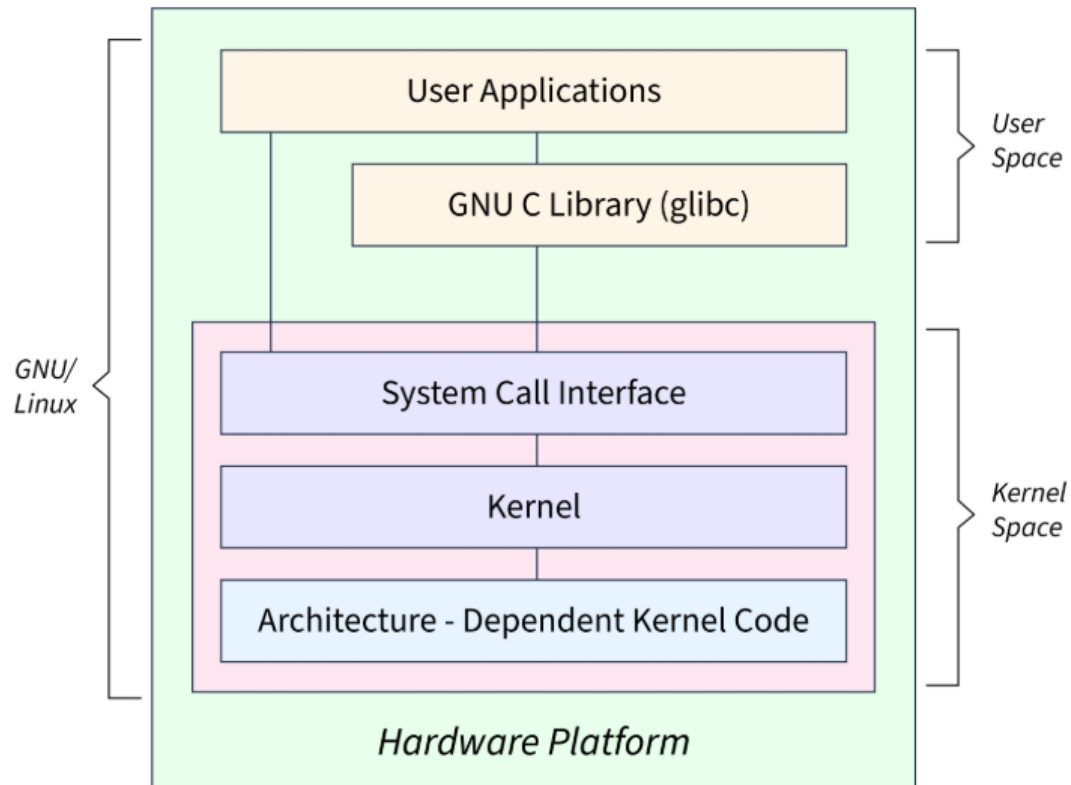 User Applications
User
Space
GNU C Library (glibc)
GNU/
Linux
System Call Interface
Kernel
Kernel
Space
Architecture - Dependent Kernel Code
Hardware Platform